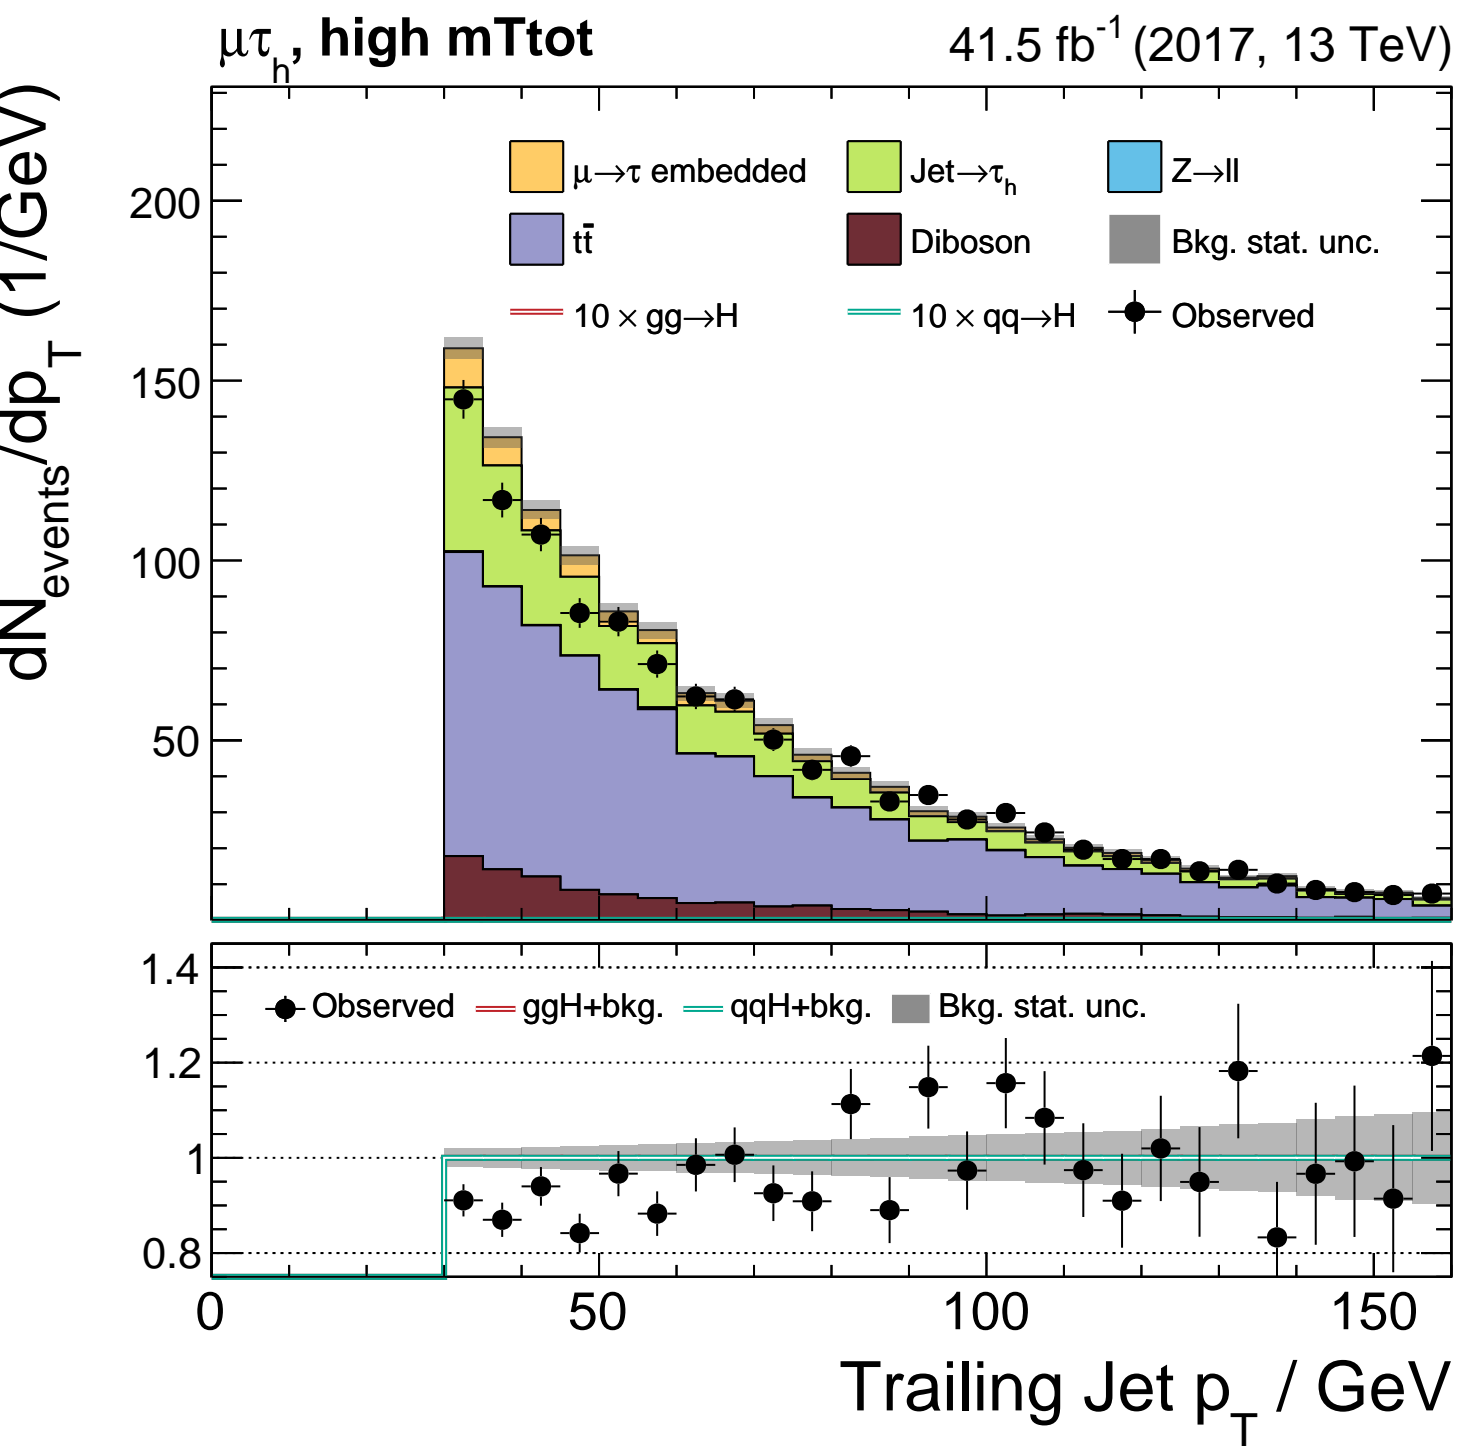 μτh, high mTtot
41.5 fb-1 (2017, 13 TeV)
dNevents/dpT (1/GeV)
200
150
100
50
μ→τ embedded
Jet→τh
Z→ll
tt̄
Diboson
Bkg. stat. unc.
10 × gg→H
10 × qq→H
Observed
1.4
1.2
1
0.8
Observed
ggH+bkg.
qqH+bkg.
Bkg. stat. unc.
0
50
100
150
Trailing Jet pT / GeV